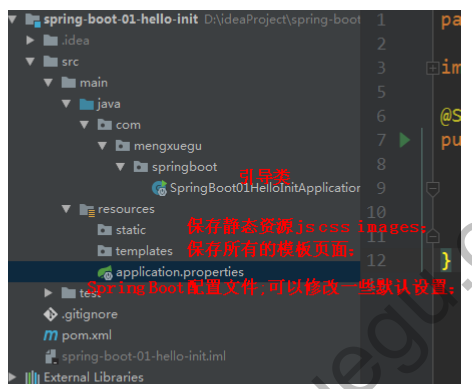 spring-boot-01-hello-init D:\ideaProject\spring-boot
1 pa
.idea
2
src
3 im
main
5
java
6 @S
com
7 pu
mengxuegu
8
springboot
引导类
SpringBoot01HelloInitApplication
9
resources
10
static 保存静态资源js css images;
11
templates 保存所有的模板页面;
12 }
application.properties
SpringBoot配置文件;可以修改一些默认设置;
test
.gitignore
pom.xml
spring-boot-01-hello-init.iml
External Libraries